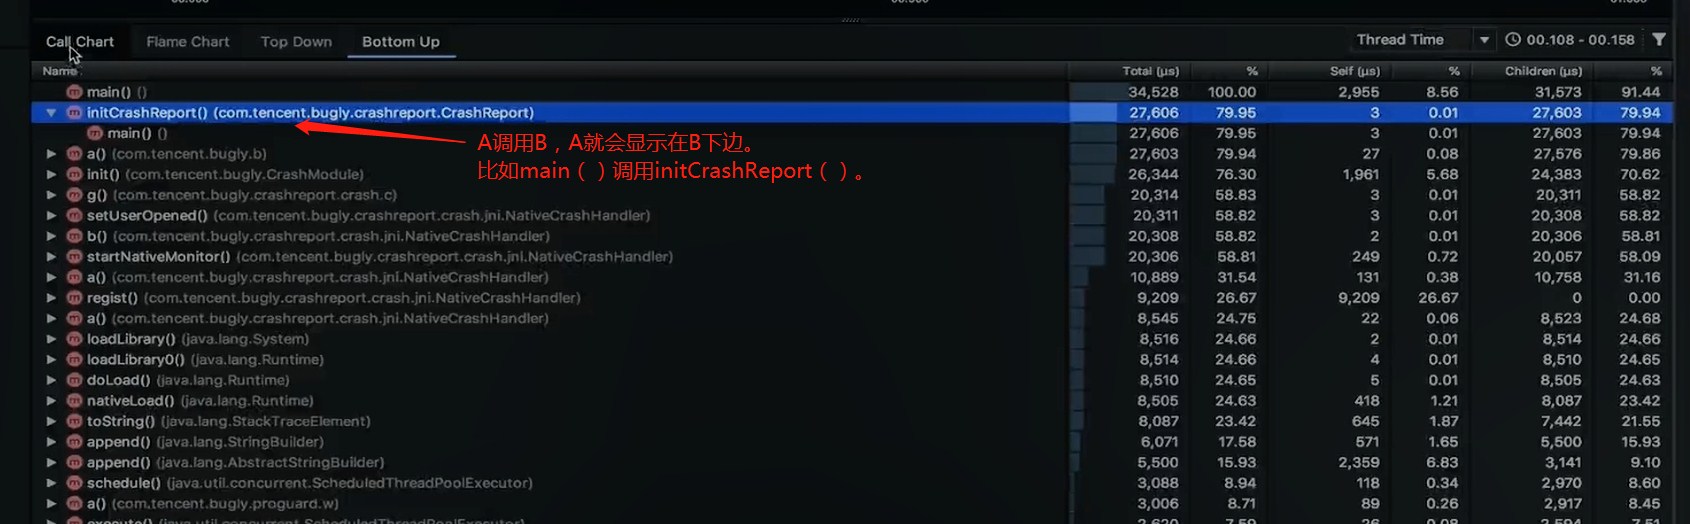 Call Chart Flame Chart Top Down Bottom Up Thread Time 00.108 - 00.158
Name Total (μs) % Self (μs) % Children (μs) %
main() () 34,528 100.00 2,955 8.56 31,573 91.44
initCrashReport() (com.tencent.bugly.crashreport.CrashReport) 27,606 79.95 3 0.01 27,603 79.94
main() () 27,606 79.95 3 0.01 27,603 79.94
A调用B，A就会显示在B下边。
比如main（）调用initCrashReport（）。
a() (com.tencent.bugly.b) 27,603 79.94 27 0.08 27,576 79.86
init() (com.tencent.bugly.CrashModule) 26,344 76.30 1,961 5.68 24,383 70.62
g() (com.tencent.bugly.crashreport.crash.c) 20,314 58.83 3 0.01 20,311 58.82
setUserOpened() (com.tencent.bugly.crashreport.crash.jni.NativeCrashHandler) 20,311 58.82 3 0.01 20,308 58.82
b() (com.tencent.bugly.crashreport.crash.jni.NativeCrashHandler) 20,308 58.82 2 0.01 20,306 58.81
startNativeMonitor() (com.tencent.bugly.crashreport.crash.jni.NativeCrashHandler) 20,306 58.81 249 0.72 20,057 58.09
a() (com.tencent.bugly.crashreport.crash.jni.NativeCrashHandler) 10,889 31.54 131 0.38 10,758 31.16
regist() (com.tencent.bugly.crashreport.crash.jni.NativeCrashHandler) 9,209 26.67 9,209 26.67 0 0.00
a() (com.tencent.bugly.crashreport.crash.jni.NativeCrashHandler) 8,545 24.75 22 0.06 8,523 24.68
loadLibrary() (java.lang.System) 8,516 24.66 2 0.01 8,514 24.66
loadLibrary0() (java.lang.Runtime) 8,514 24.66 4 0.01 8,510 24.65
doLoad() (java.lang.Runtime) 8,510 24.65 5 0.01 8,505 24.63
nativeLoad() (java.lang.Runtime) 8,505 24.63 418 1.21 8,087 23.42
toString() (java.lang.StackTraceElement) 8,087 23.42 645 1.87 7,442 21.55
append() (java.lang.StringBuilder) 6,071 17.58 571 1.65 5,500 15.93
append() (java.lang.AbstractStringBuilder) 5,500 15.93 2,359 6.83 3,141 9.10
schedule() (java.util.concurrent.ScheduledThreadPoolExecutor) 3,088 8.94 118 0.34 2,970 8.60
a() (com.tencent.bugly.proguard.w) 3,006 8.71 89 0.26 2,917 8.45
execute() (java.util.concurrent.ScheduledThreadPoolExecutor)